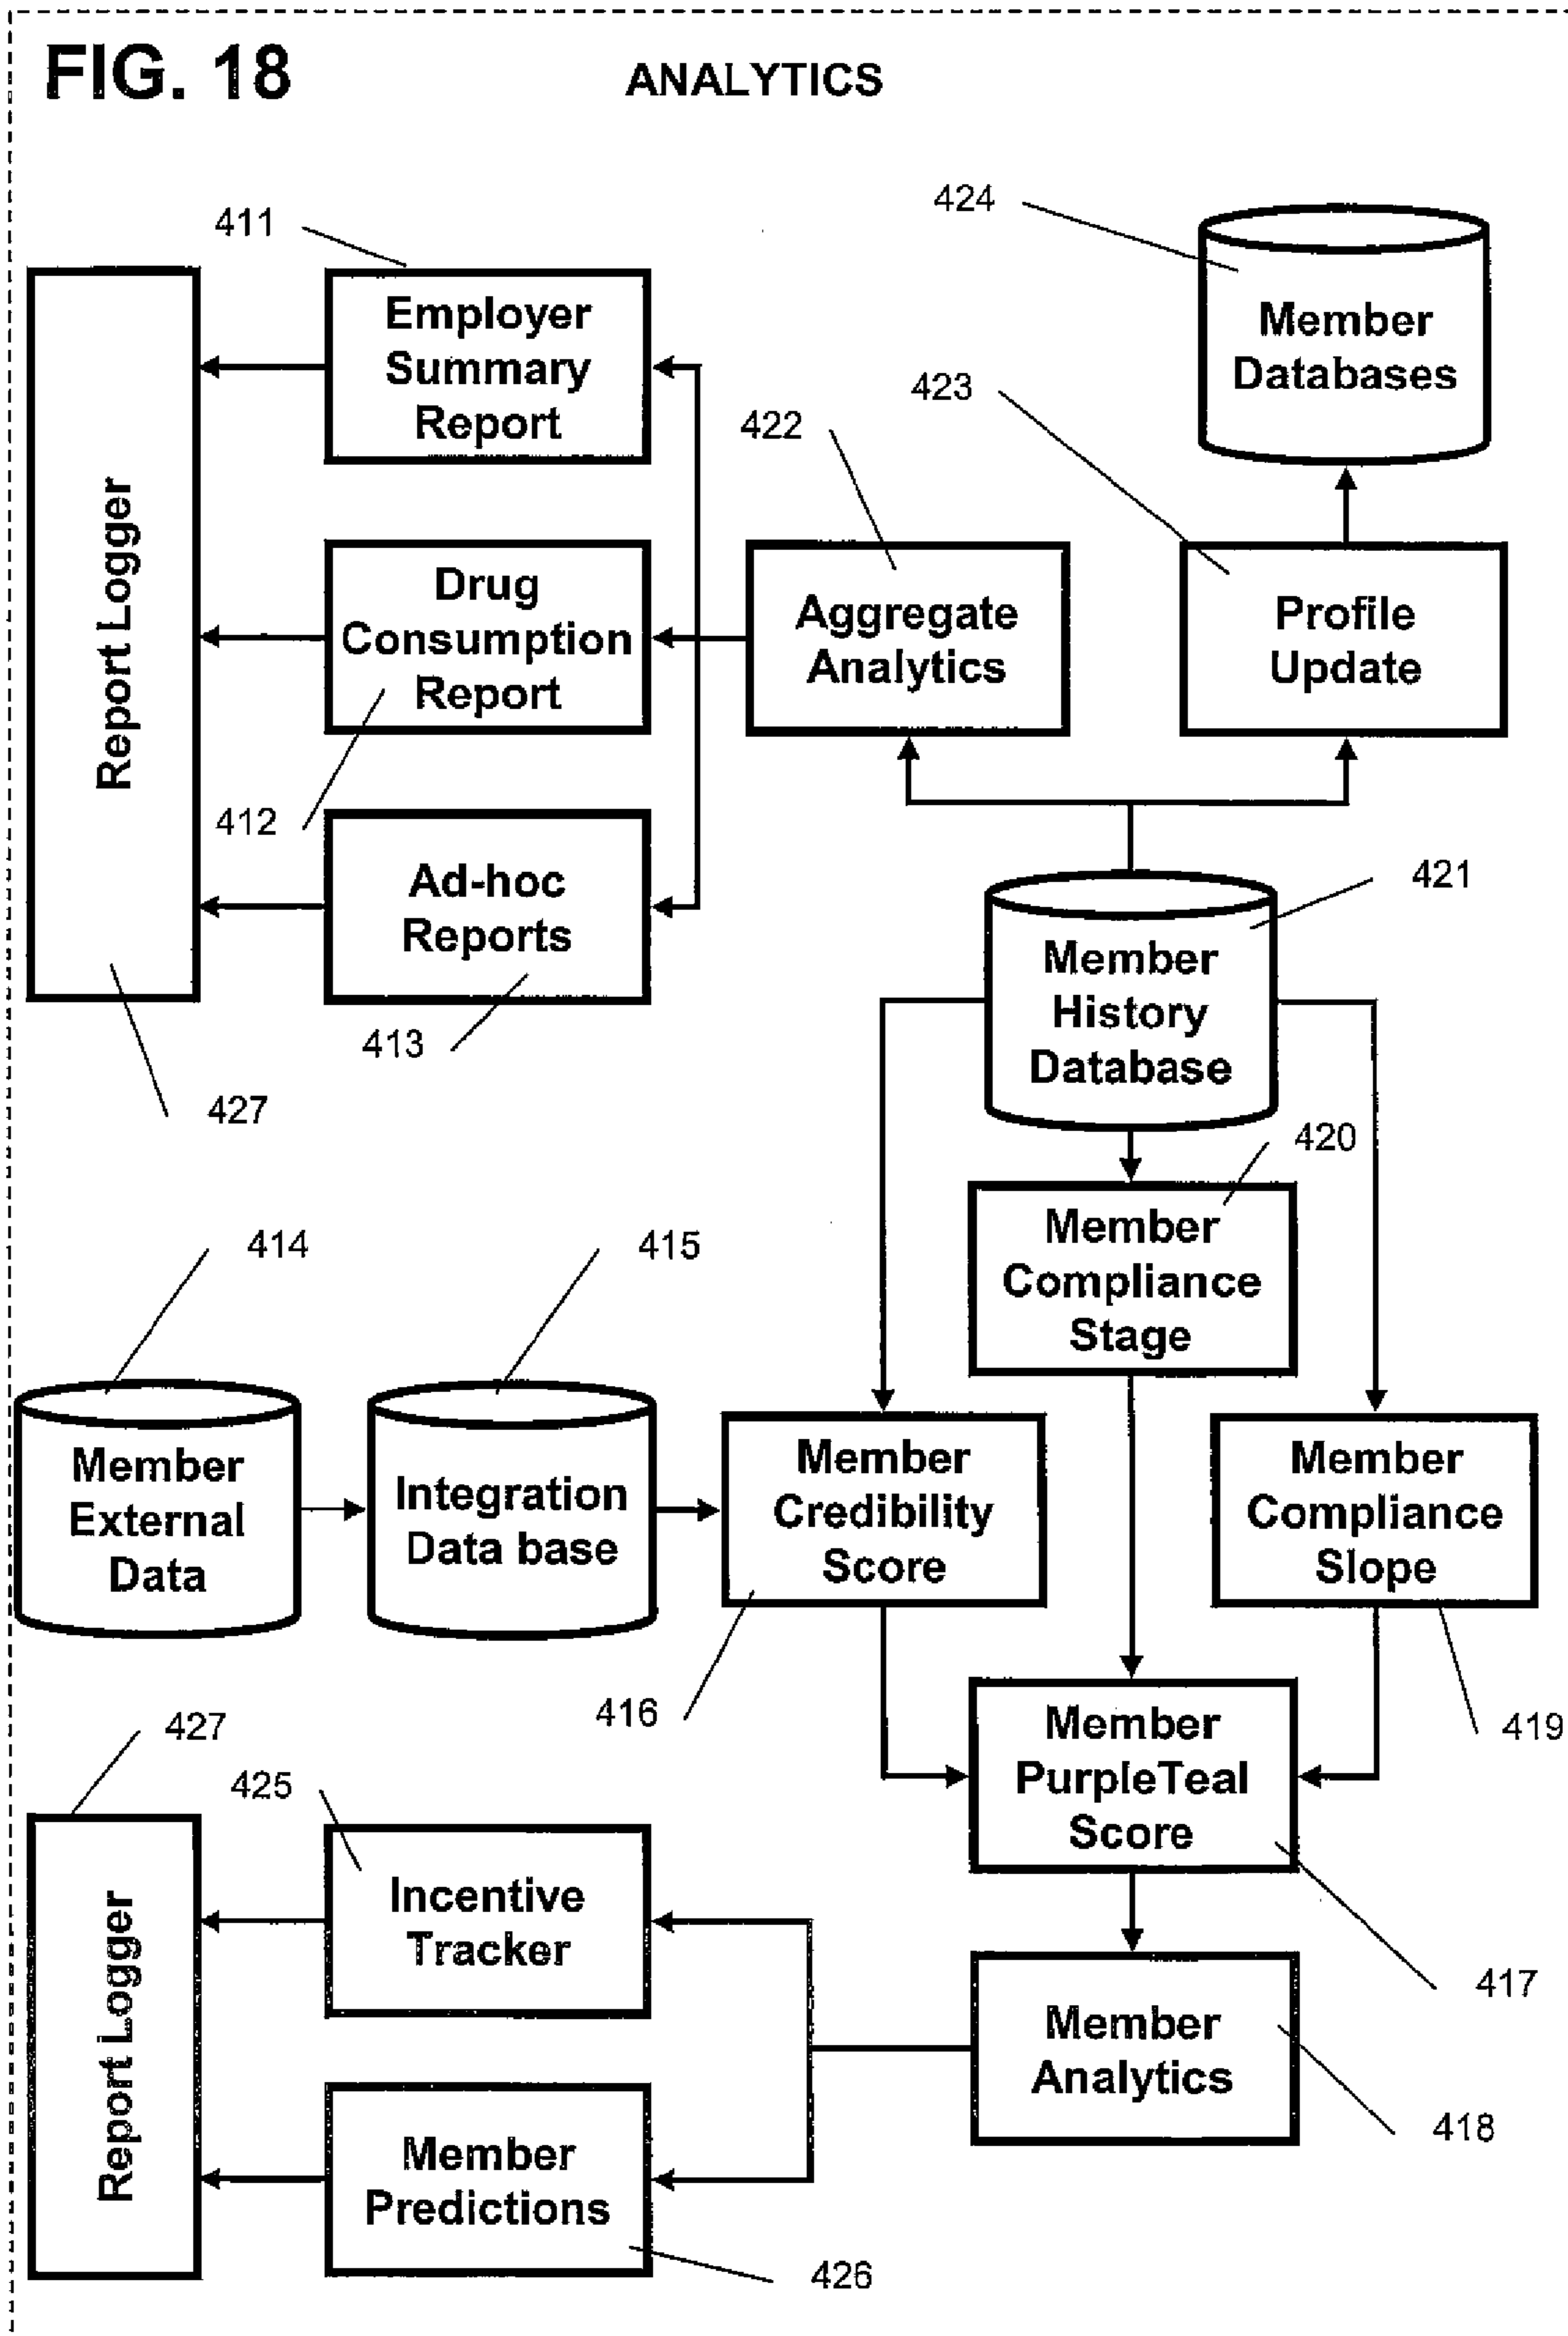 FIG. 18
ANALYTICS
424
411
Employer
Summary
Report
Member
Databases
423
422
Report Logger
Drug
Consumption
Report
Aggregate
Analytics
Profile
Update
412
Ad-hoc
Reports
421
Member
History
Database
413
427
420
Member
Compliance
Stage
414
415
Member
External
Data
Integration
Data base
Member
Credibility
Score
Member
Compliance
Slope
416
419
427
425
Member
PurpleTeal
Score
Report Logger
Incentive
Tracker
417
Member
Analytics
418
Member
Predictions
426